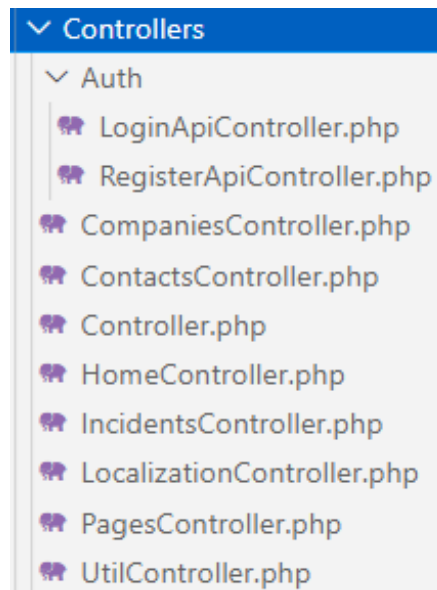 Controllers
Auth
LoginApiController.php
RegisterApiController.php
CompaniesController.php
ContactsController.php
Controller.php
HomeController.php
IncidentsController.php
LocalizationController.php
PagesController.php
UtilController.php